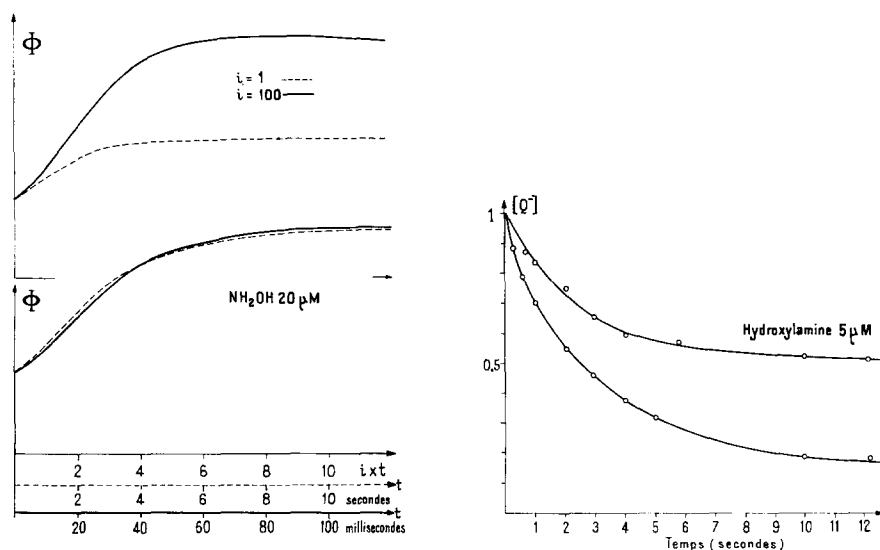 Φ
i = 1
i = 100
Φ
NH₂OH 20 μM
2 4 6 8 10 i x t
t
2 4 6 8 10 secondes
t
20 40 60 80 100 millisecondes
[Q⁻]
1
Hydroxylamine 5 μM
0.5
1 2 3 4 5 6 7 8 9 10 11 12
Temps (secondes)